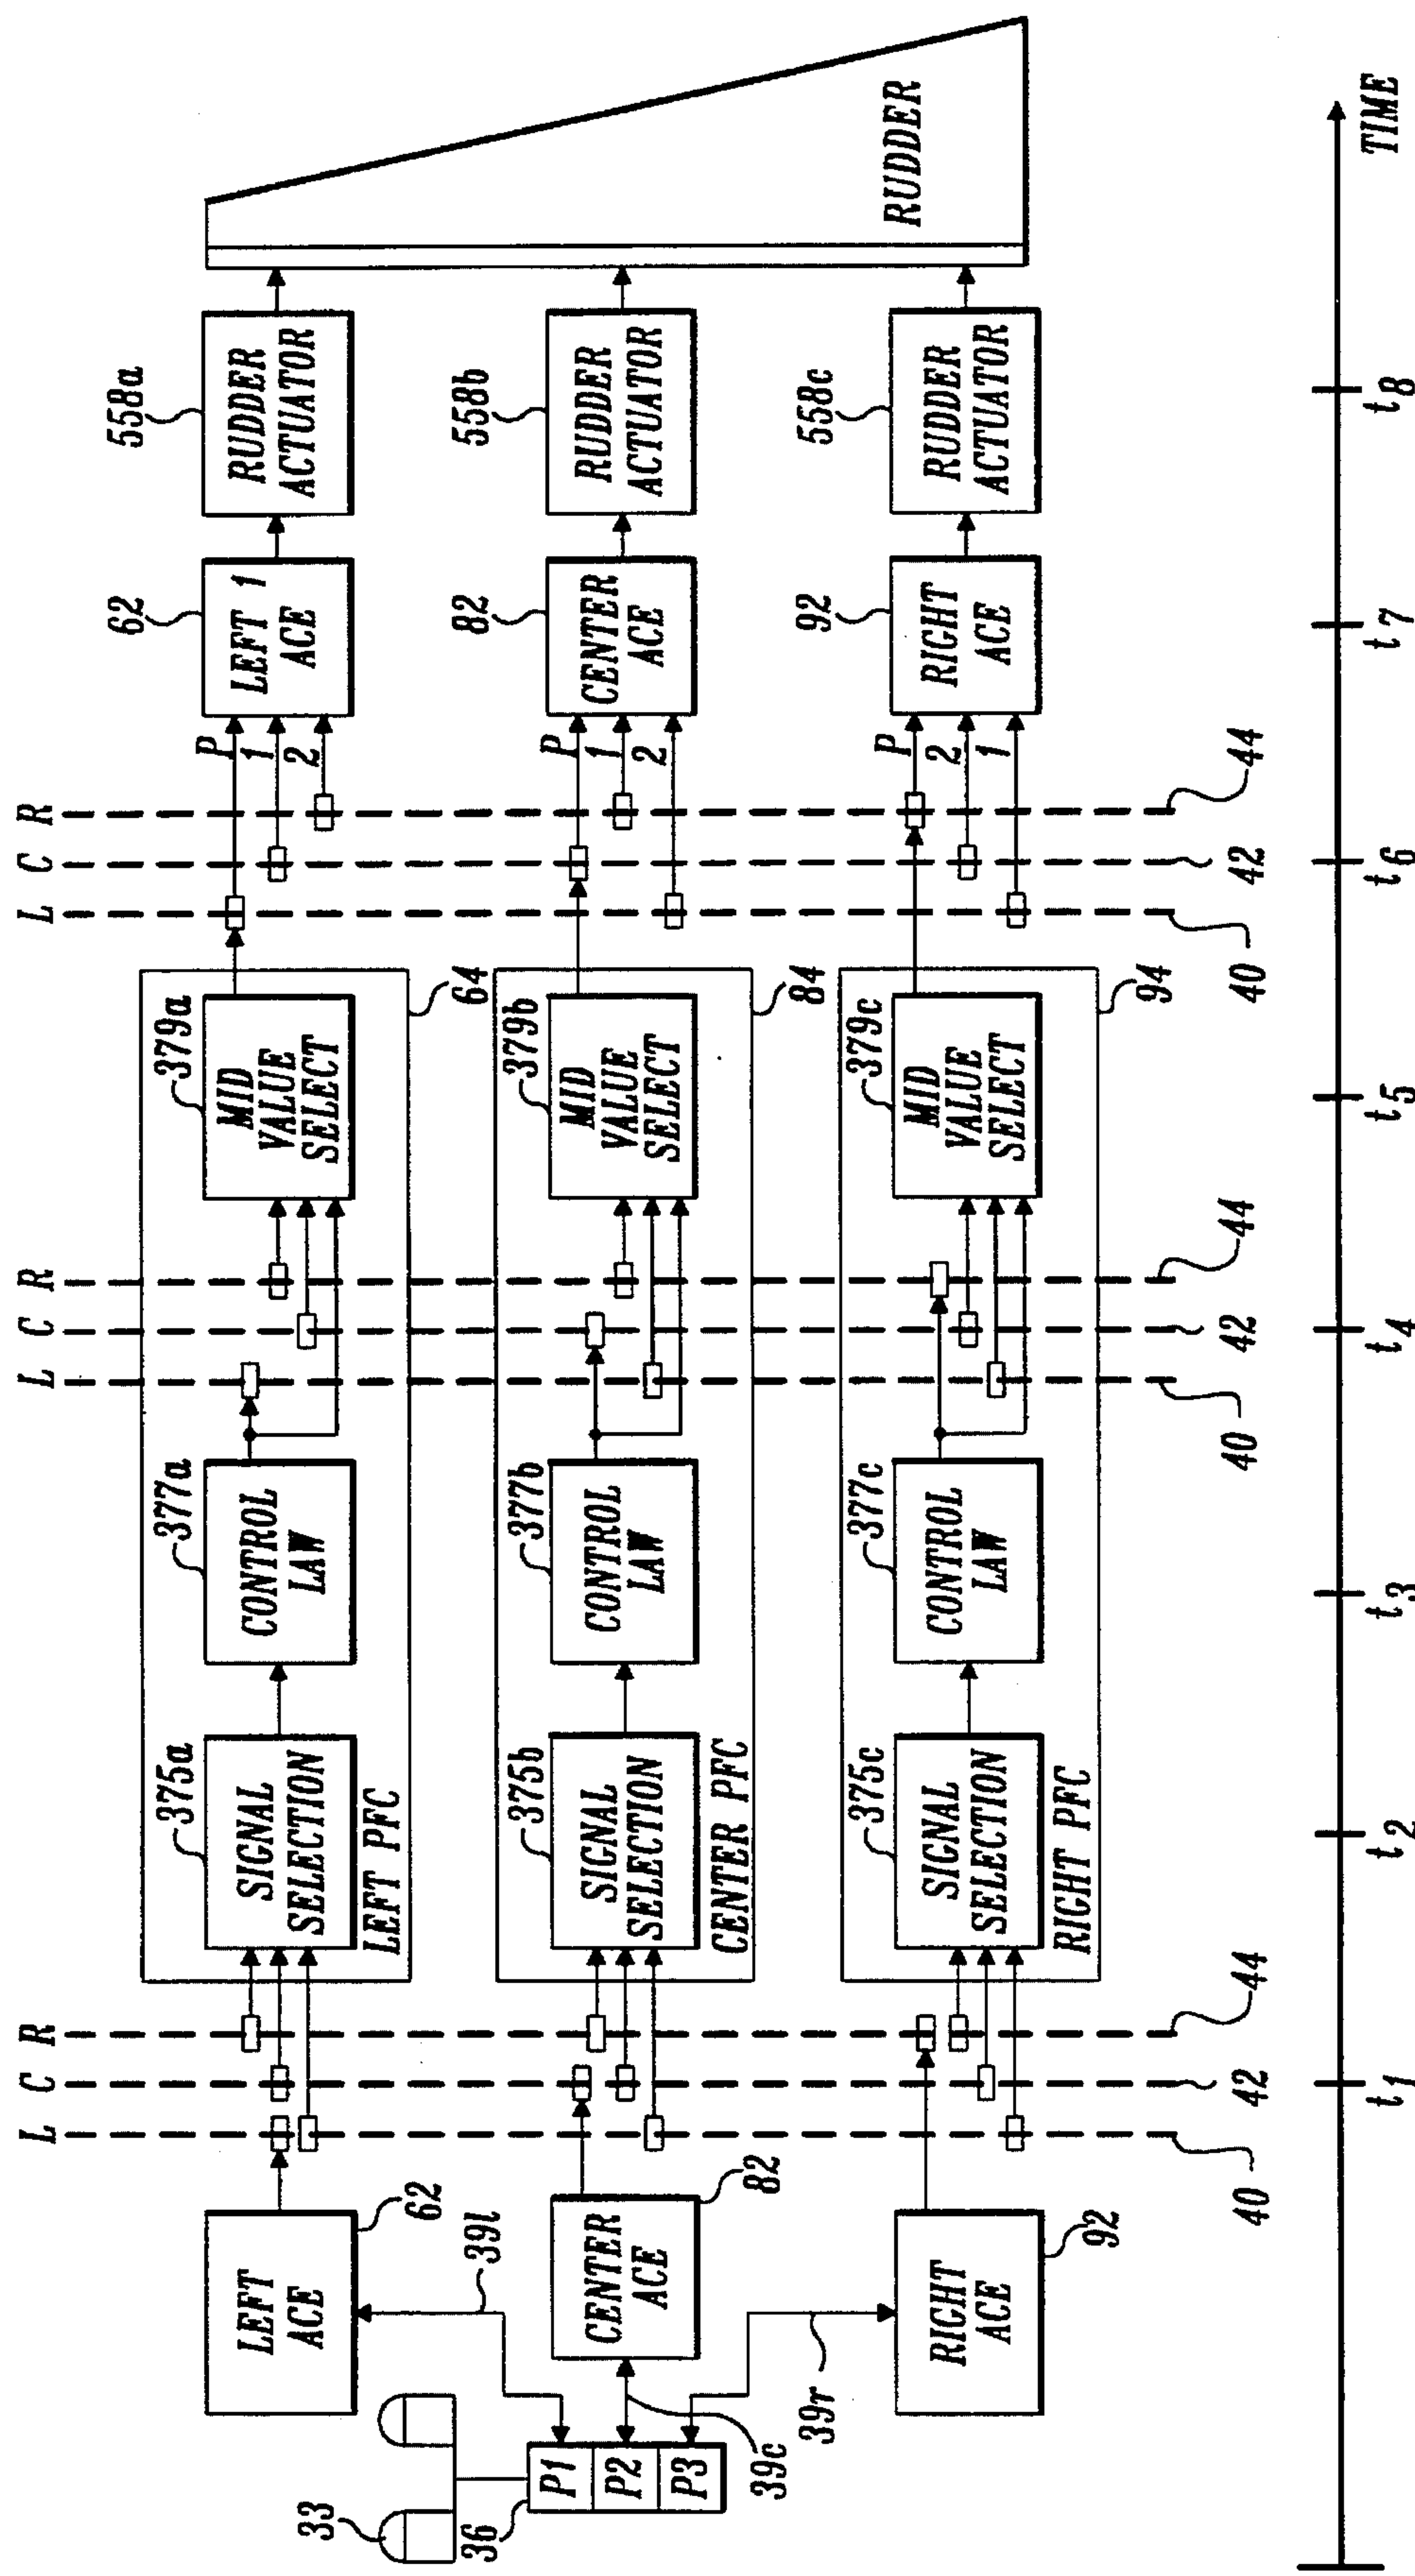 33
36
P1
P2
P3
39l
39c
39r
LEFT
ACE
62
CENTER
ACE
82
RIGHT
ACE
92
L
C
R
40
42
44
375a
SIGNAL
SELECTION
LEFT PFC
377a
CONTROL
LAW
379a
MID
VALUE
SELECT
64
375b
SIGNAL
SELECTION
CENTER PFC
377b
CONTROL
LAW
379b
MID
VALUE
SELECT
84
375c
SIGNAL
SELECTION
RIGHT PFC
377c
CONTROL
LAW
379c
MID
VALUE
SELECT
94
L
C
R
40
42
44
L
C
R
40
42
44
P
1
2
62
LEFT 1
ACE
558a
RUDDER
ACTUATOR
P
1
2
82
CENTER
ACE
558b
RUDDER
ACTUATOR
P
2
1
92
RIGHT
ACE
558c
RUDDER
ACTUATOR
RUDDER
t1
t2
t3
t4
t5
t6
t7
t8
TIME